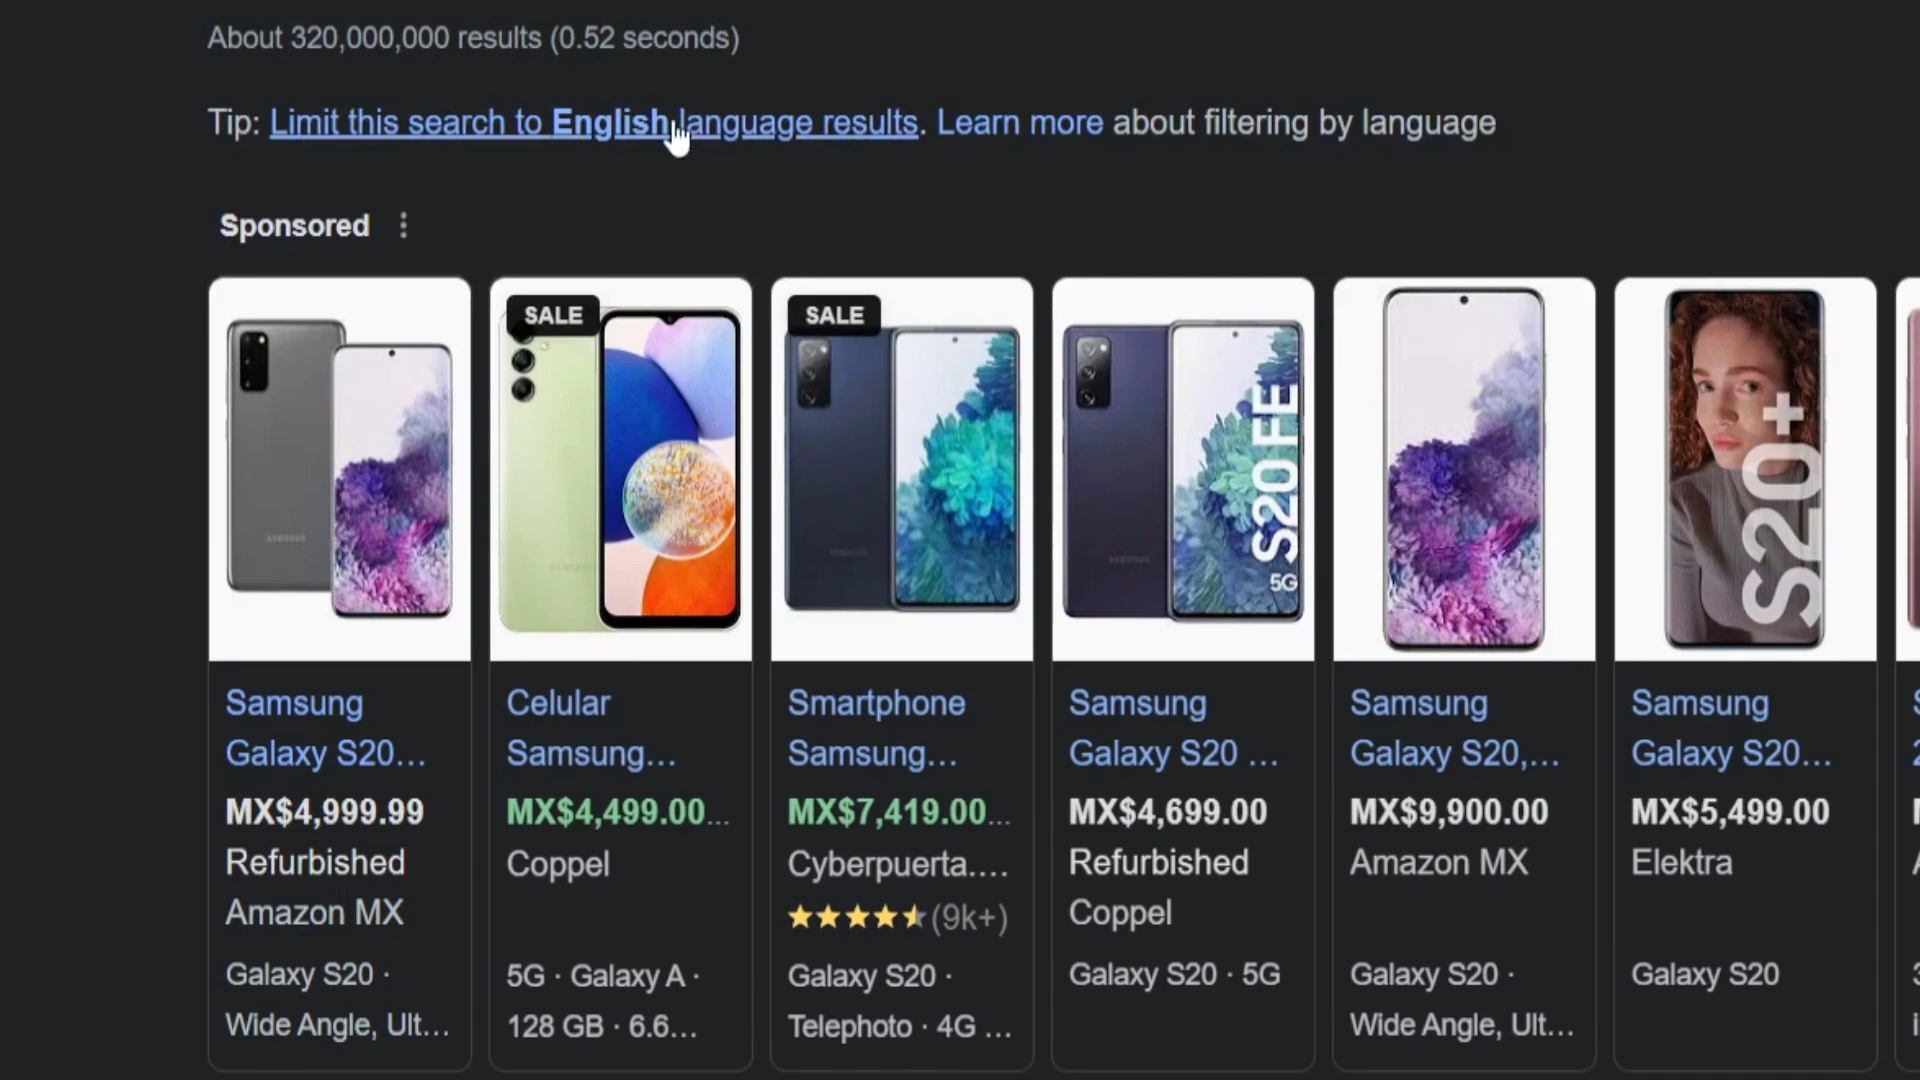 About 320,000,000 results (0.52 seconds)
Tip: Limit this search to English language results. Learn more about filtering by language
Sponsored
SALE
SALE
SAMSUNG
S20 FE
5G
S20+
Samsung
Galaxy S20...
MX$4,999.99
Refurbished
Amazon MX
Galaxy S20 ·
Wide Angle, Ult...
Celular
Samsung...
MX$4,499.00...
Coppel
5G · Galaxy A ·
128 GB · 6.6...
Smartphone
Samsung...
MX$7,419.00...
Cyberpuerta....
(9k+)
Galaxy S20 ·
Telephoto · 4G ...
Samsung
Galaxy S20 ...
MX$4,699.00
Refurbished
Coppel
Galaxy S20 · 5G
Samsung
Galaxy S20,...
MX$9,900.00
Amazon MX
Galaxy S20 ·
Wide Angle, Ult...
Samsung
Galaxy S20...
MX$5,499.00
Elektra
Galaxy S20